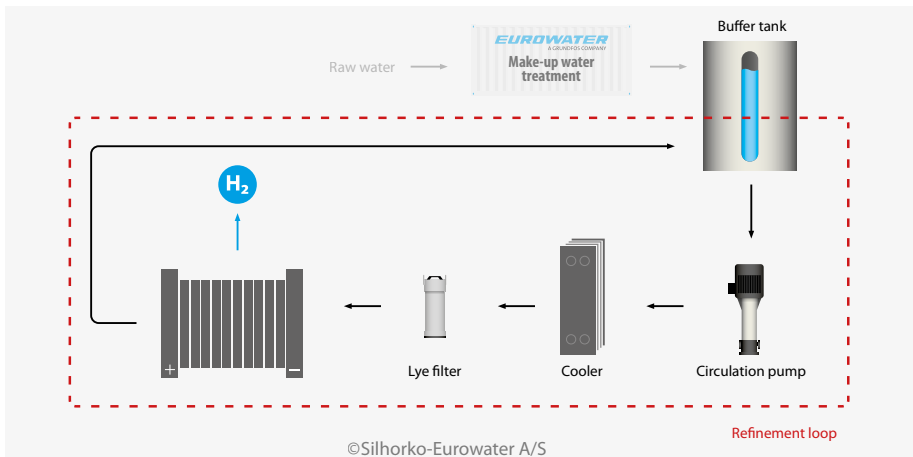 Buffer tank
EUROWATER
A GRUNDFOS COMPANY
Raw water
Make-up water
treatment
H₂
+
–
Lye filter
Cooler
Circulation pump
Refinement loop
©Silhorko-Eurowater A/S